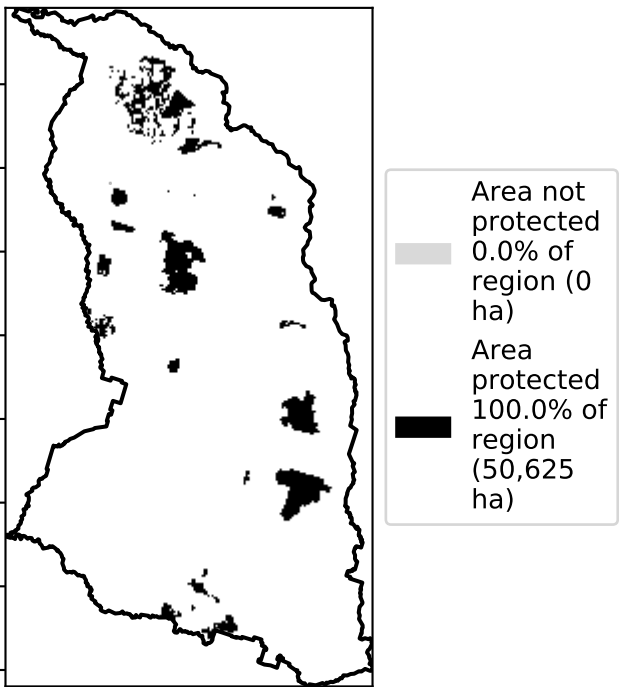 Area not
protected
0.0% of
region (0
ha)
Area
protected
100.0% of
region
(50,625
ha)